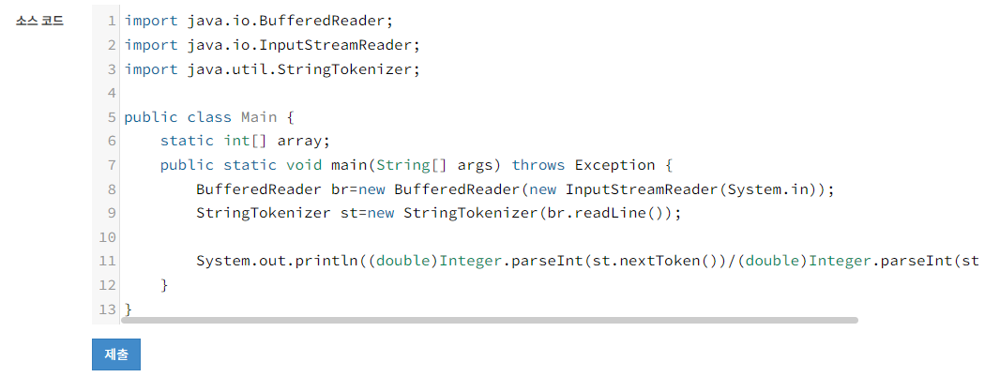 소스 코드
1 import java.io.BufferedReader;
2 import java.io.InputStreamReader;
3 import java.util.StringTokenizer;
4
5 public class Main {
6     static int[] array;
7     public static void main(String[] args) throws Exception {
8         BufferedReader br=new BufferedReader(new InputStreamReader(System.in));
9         StringTokenizer st=new StringTokenizer(br.readLine());
10
11         System.out.println((double)Integer.parseInt(st.nextToken())/(double)Integer.parseInt(st
12     }
13 }
제출